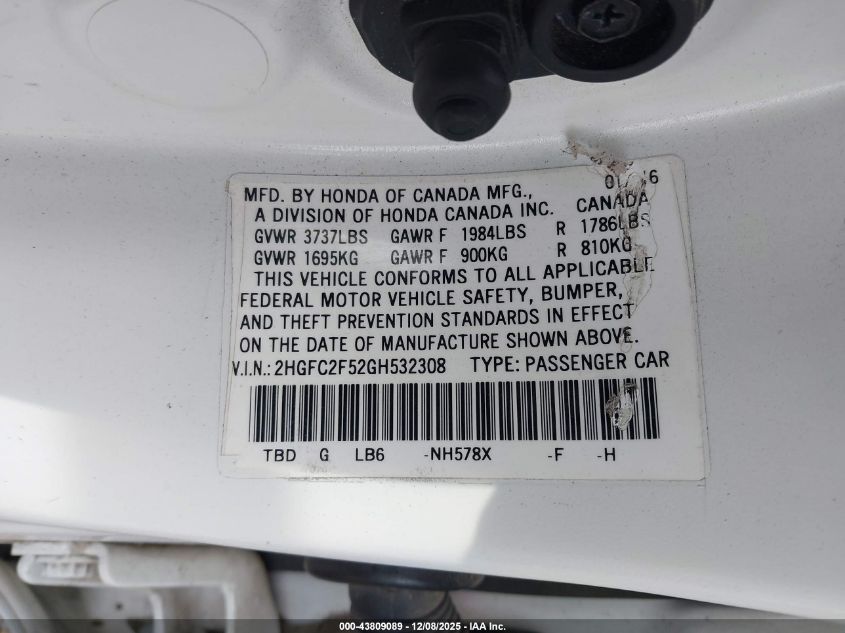 MFD. BY HONDA OF CANADA MFG.,
A DIVISION OF HONDA CANADA INC. CANADA
GVWR 3737LBS GAWR F 1984LBS R 1786LBS
GVWR 1695KG GAWR F 900KG R 810KG
THIS VEHICLE CONFORMS TO ALL APPLICABLE
FEDERAL MOTOR VEHICLE SAFETY, BUMPER,
AND THEFT PREVENTION STANDARDS IN EFFECT
ON THE DATE OF MANUFACTURE SHOWN ABOVE.
V.I.N.: 2HGFC2F52GH532308 TYPE: PASSENGER CAR
TBD G LB6 -NH578X -F -H
000-43809089 - 12/08/2025 - IAA Inc.